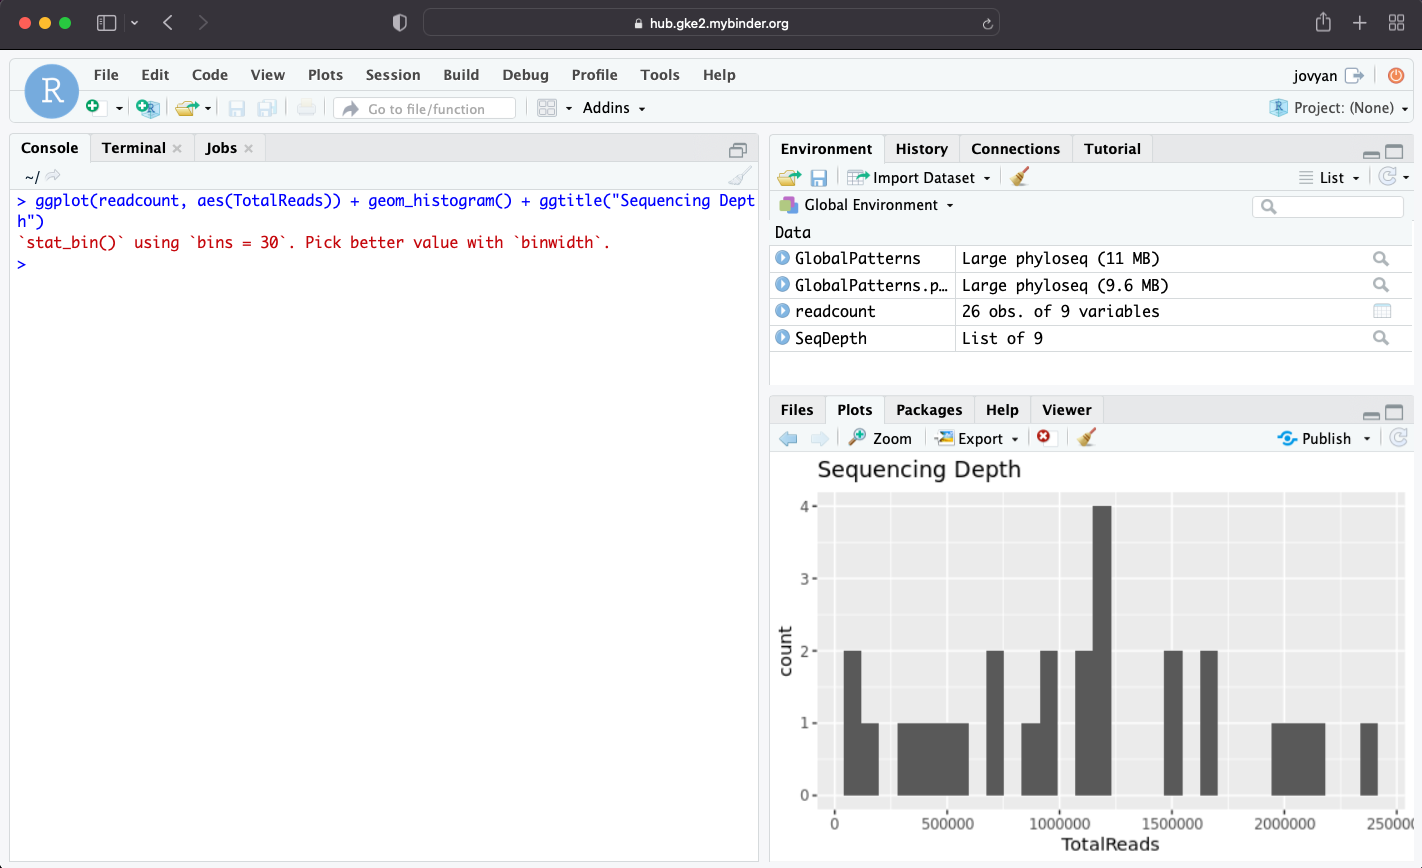 hub.gke2.mybinder.org
R
File Edit Code View Plots Session Build Debug Profile Tools Help
jovyan
Go to file/function
Addins
R Project: (None)
Console Terminal Jobs
~/
> ggplot(readcount, aes(TotalReads)) + geom_histogram() + ggtitle("Sequencing Dept
h")
`stat_bin()` using `bins = 30`. Pick better value with `binwidth`.
>
Environment History Connections Tutorial
Import Dataset
List
Global Environment
Data
GlobalPatterns Large phyloseq (11 MB)
GlobalPatterns.p… Large phyloseq (9.6 MB)
readcount 26 obs. of 9 variables
SeqDepth List of 9
Files Plots Packages Help Viewer
Zoom Export Publish
Sequencing Depth
4
3
2
1
0
count
0 500000 1000000 1500000 2000000 250000
TotalReads